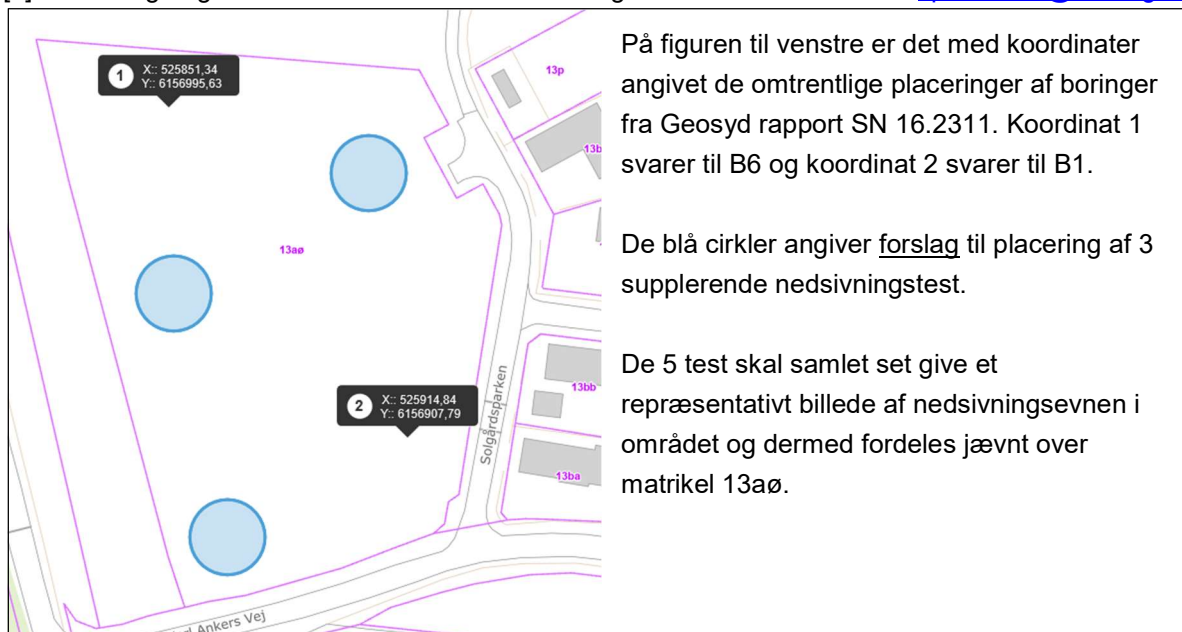 1 X:: 525851,34
Y:: 6156995,63
13p
13b
13aø
2 X:: 525914,84
Y:: 6156907,79
Solgårdsparken
13bb
13ba
Ankers Vej
På figuren til venstre er det med koordinater
angivet de omtrentlige placeringer af boringer
fra Geosyd rapport SN 16.2311. Koordinat 1
svarer til B6 og koordinat 2 svarer til B1.
De blå cirkler angiver forslag til placering af 3
supplerende nedsivningstest.
De 5 test skal samlet set give et
repræsentativt billede af nedsivningsevnen i
området og dermed fordeles jævnt over
matrikel 13aø.